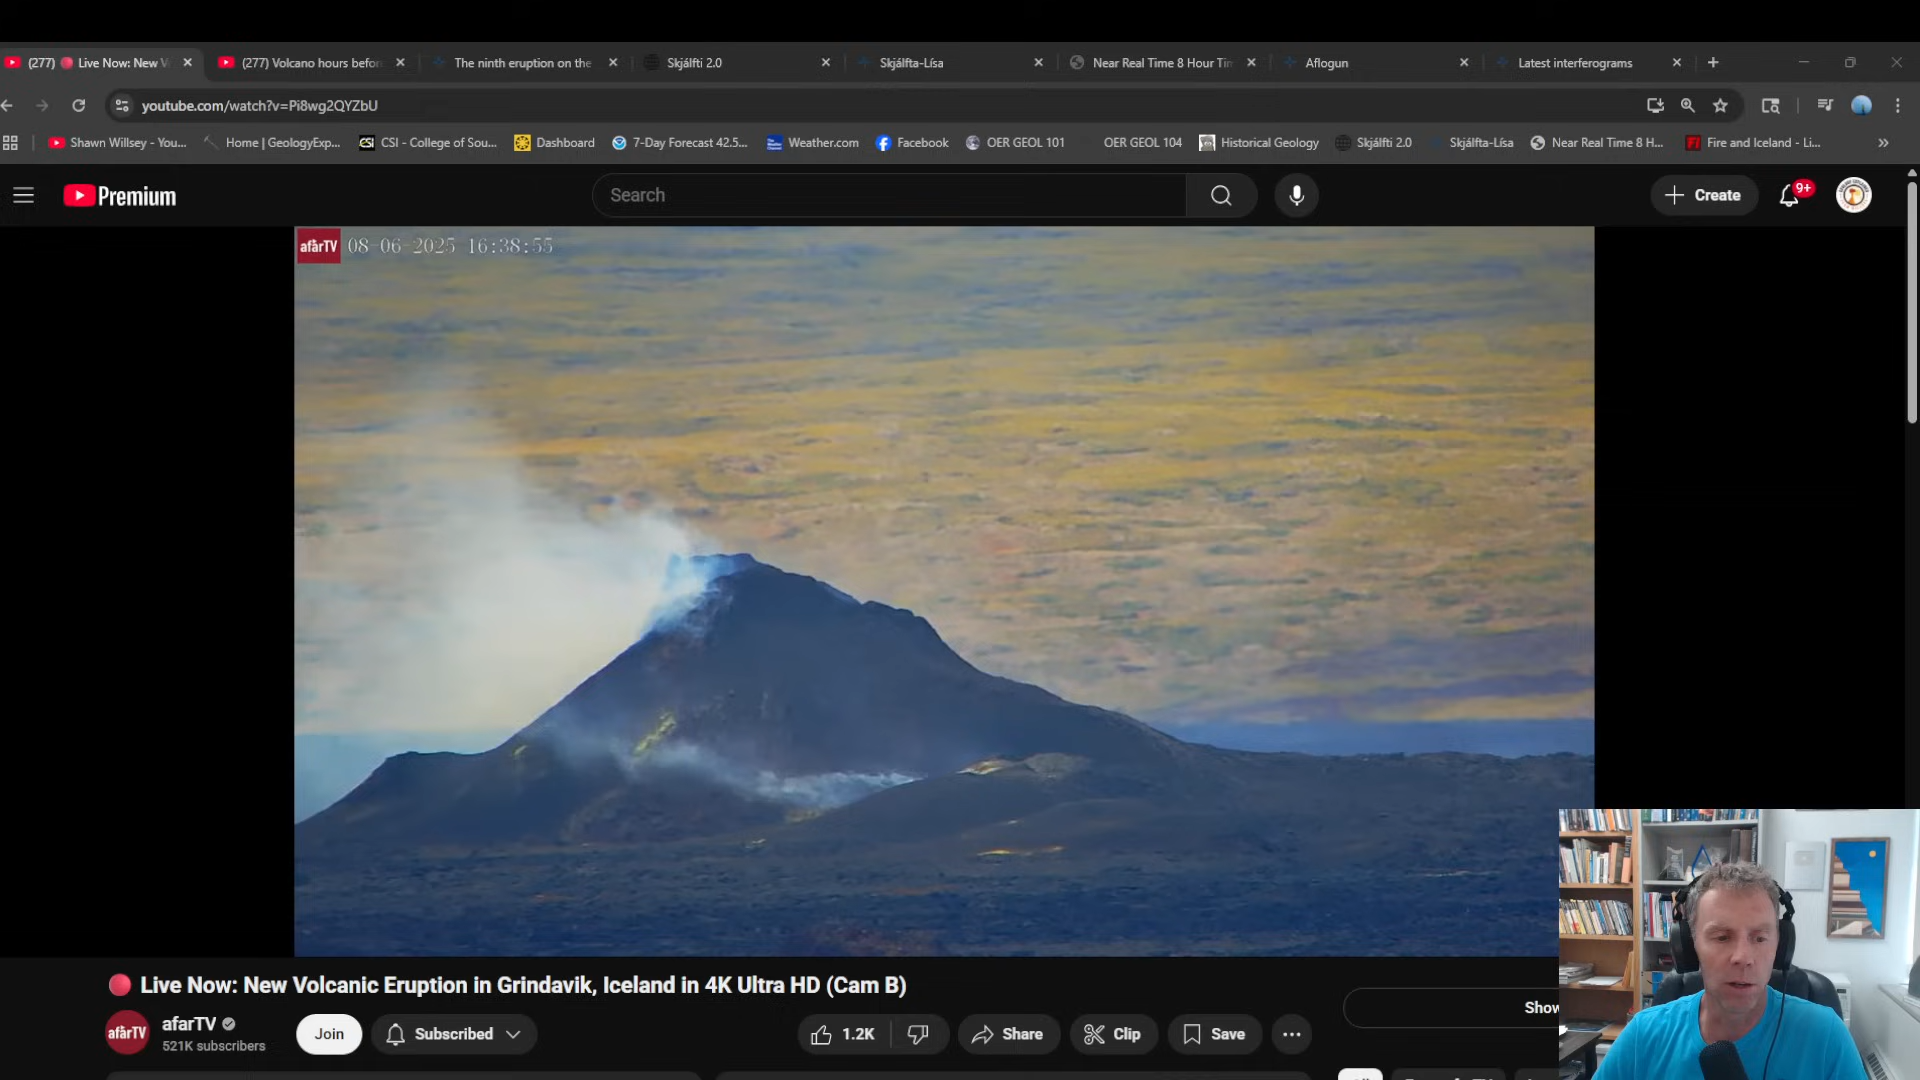 (277) Live Now: New V
(277) Volcano hours befor
The ninth eruption on the
Skjálfti 2.0
Skjálfta-Lísa
Near Real Time 8 Hour Tim
Aflogun
Latest interferograms
youtube.com/watch?v=Pi8wg2QYZbU
Shawn Willsey - You...
Home | GeologyExp...
CSI - College of Sou...
Dashboard
7-Day Forecast 42.5...
Weather.com
Facebook
OER GEOL 101
OER GEOL 104
Historical Geology
Skjálfti 2.0
Skjálfta-Lísa
Near Real Time 8 H...
Fire and Iceland - Li...
Premium
Search
Create
9+
afarTV 08-06-2025 16:38:55
Live Now: New Volcanic Eruption in Grindavik, Iceland in 4K Ultra HD (Cam B)
afarTV
afarTV
521K subscribers
Join
Subscribed
1.2K
Share
Clip
Save
Show